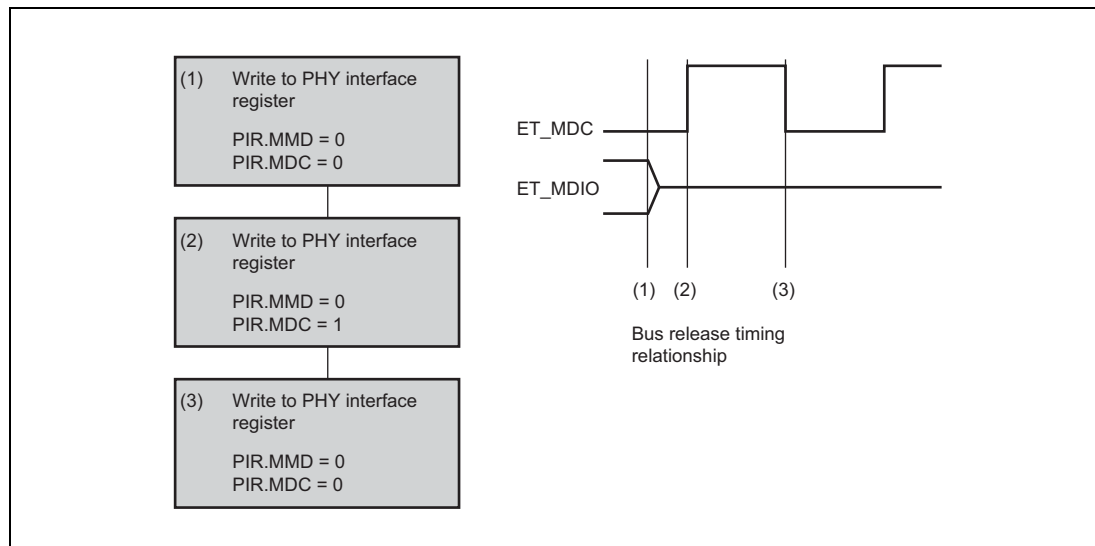 (1) Write to PHY interface
register
PIR.MMD = 0
PIR.MDC = 0
(2) Write to PHY interface
register
PIR.MMD = 0
PIR.MDC = 1
(3) Write to PHY interface
register
PIR.MMD = 0
PIR.MDC = 0
ET_MDC
ET_MDIO
(1) (2) (3)
Bus release timing
relationship